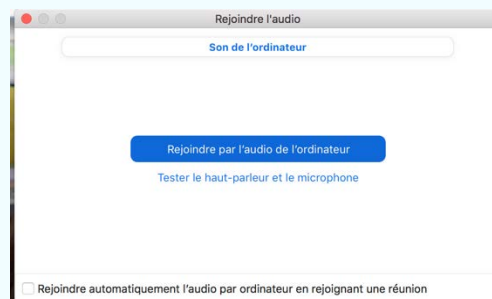 Rejoindre l'audio
Son de l'ordinateur
Rejoindre par l'audio de l'ordinateur
Tester le haut-parleur et le microphone
Rejoindre automatiquement l'audio par ordinateur en rejoignant une réunion